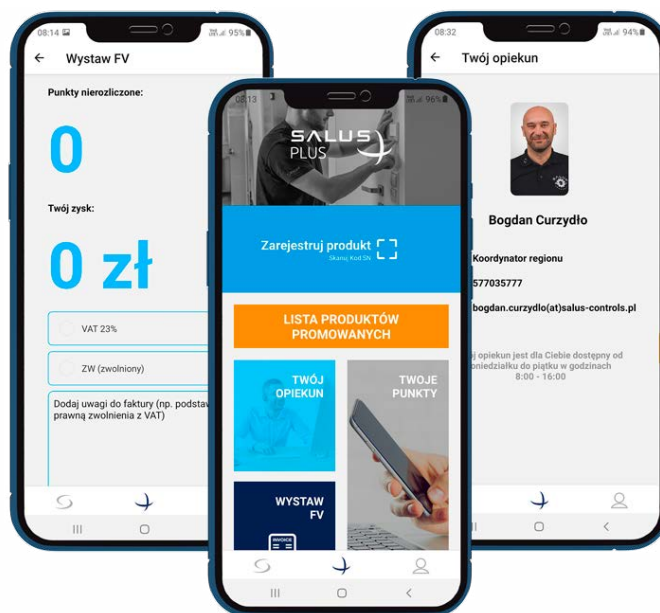 08:14
95%
Wystaw FV
Punkty nierozliczone:
0
Twój zysk:
0 zł
VAT 23%
ZW (zwolniony)
Dodaj uwagi do faktury (np. podstaw
prawną zwolnienia z VAT)
08:13
96%
SALUS
PLUS
Zarejestruj produkt
Skanuj Kod SN
LISTA PRODUKTÓW
PROMOWANYCH
TWÓJ
OPIEKUN
TWOJE
PUNKTY
WYSTAW
FV
INVOICE
08:32
94%
Twój opiekun
Bogdan Curzydło
Koordynator regionu
577035777
bogdan.curzydlo(at)salus-controls.pl
j opiekun jest dla Ciebie dostępny od
oniedziałku do piątku w godzinach
8:00 - 16:00